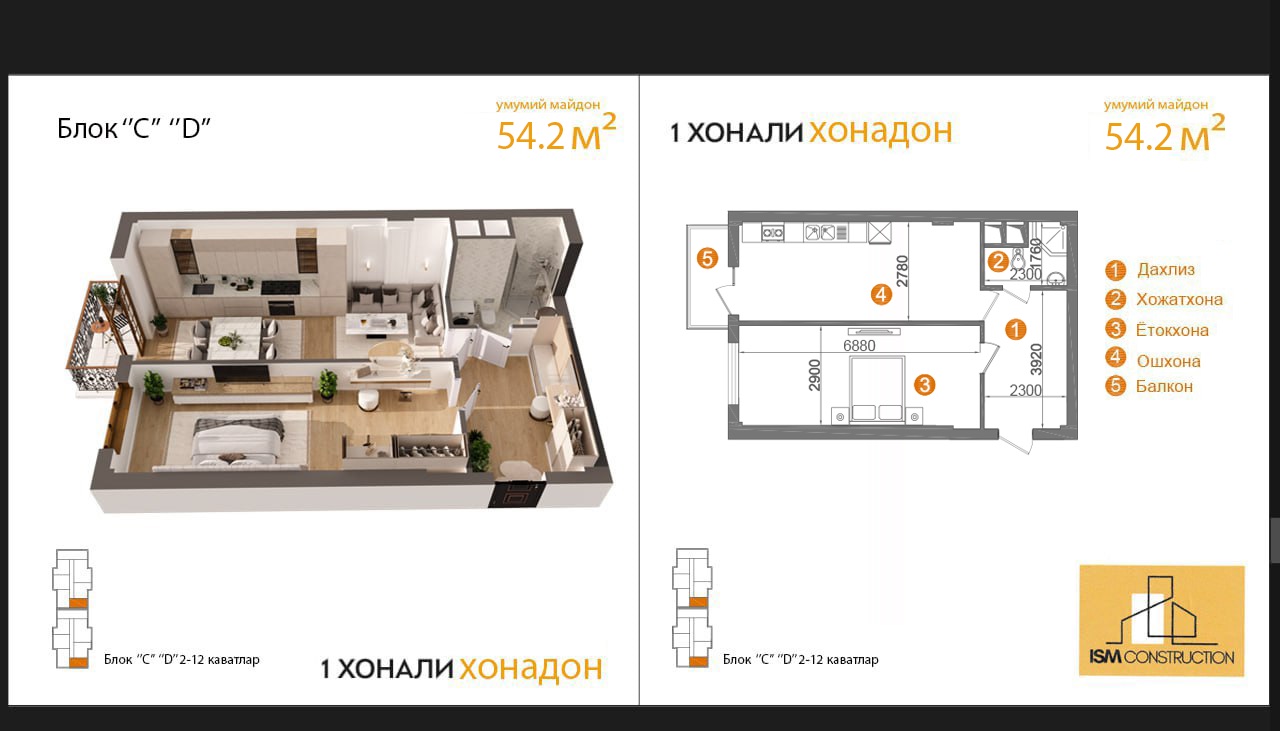 Блок “С” “D”
умумий майдон
54.2 м²
Блок “С” “D” 2-12 каватлар
1 ХОНАЛИ хонадон
1 ХОНАЛИ хонадон
умумий майдон
54.2 м²
5
4
2780
2
1760
2300
1
6880
2900
3
3920
2300
1 Дахлиз
2 Хожатхона
3 Ётокхона
4 Ошхона
5 Балкон
Блок “С” “D” 2-12 каватлар
ISM CONSTRUCTION